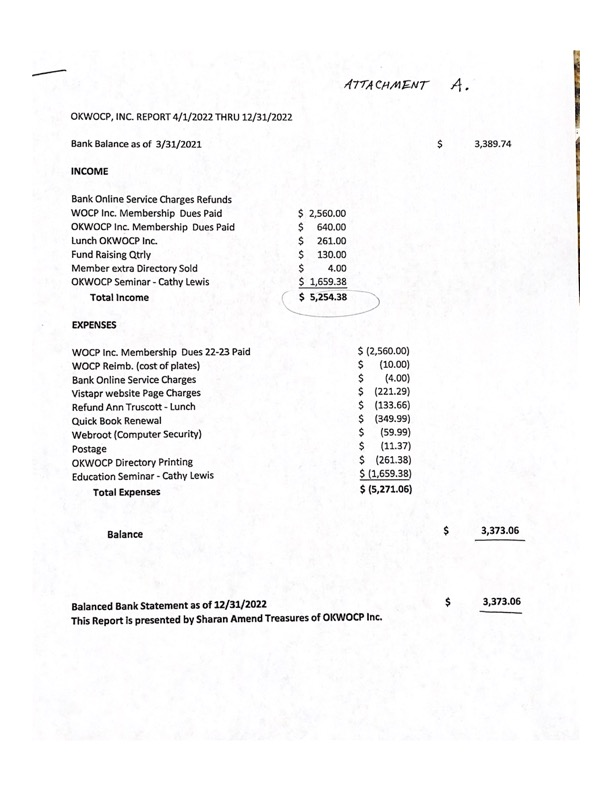 ATTACHMENT A.
OKWOCP, INC. REPORT 4/1/2022 THRU 12/31/2022
Bank Balance as of 3/31/2021 $ 3,389.74
INCOME
Bank Online Service Charges Refunds
WOCP Inc. Membership Dues Paid $ 2,560.00
OKWOCP Inc. Membership Dues Paid $ 640.00
Lunch OKWOCP Inc. $ 261.00
Fund Raising Qtrly $ 130.00
Member extra Directory Sold $ 4.00
OKWOCP Seminar - Cathy Lewis $ 1,659.38
Total Income $ 5,254.38
EXPENSES
WOCP Inc. Membership Dues 22-23 Paid $ (2,560.00)
WOCP Reimb. (cost of plates) $ (10.00)
Bank Online Service Charges $ (4.00)
Vistapr website Page Charges $ (221.29)
Refund Ann Truscott - Lunch $ (133.66)
Quick Book Renewal $ (349.99)
Webroot (Computer Security) $ (59.99)
Postage $ (11.37)
OKWOCP Directory Printing $ (261.38)
Education Seminar - Cathy Lewis $ (1,659.38)
Total Expenses $ (5,271.06)
Balance $ 3,373.06
Balanced Bank Statement as of 12/31/2022 $ 3,373.06
This Report is presented by Sharan Amend Treasures of OKWOCP Inc.